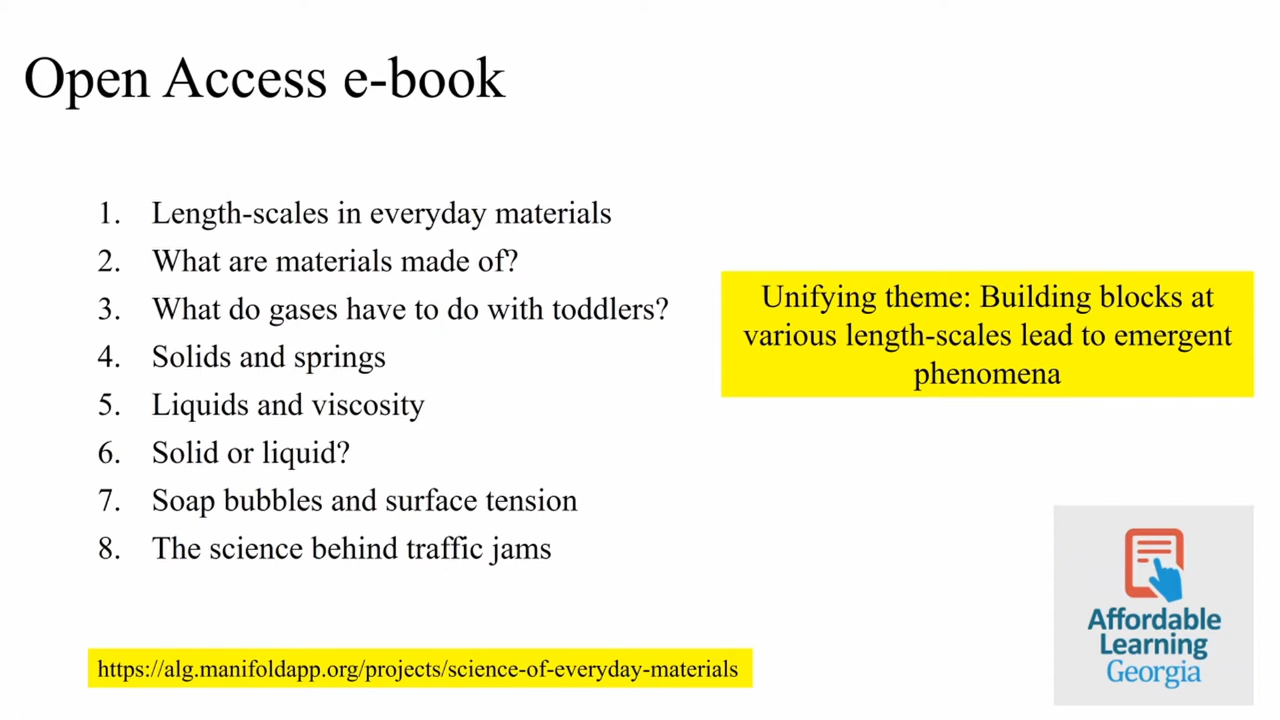 Open Access e-book
1. Length-scales in everyday materials
2. What are materials made of?
3. What do gases have to do with toddlers?
4. Solids and springs
5. Liquids and viscosity
6. Solid or liquid?
7. Soap bubbles and surface tension
8. The science behind traffic jams
Unifying theme: Building blocks at
various length-scales lead to emergent
phenomena
https://alg.manifoldapp.org/projects/science-of-everyday-materials
Affordable
Learning
Georgia